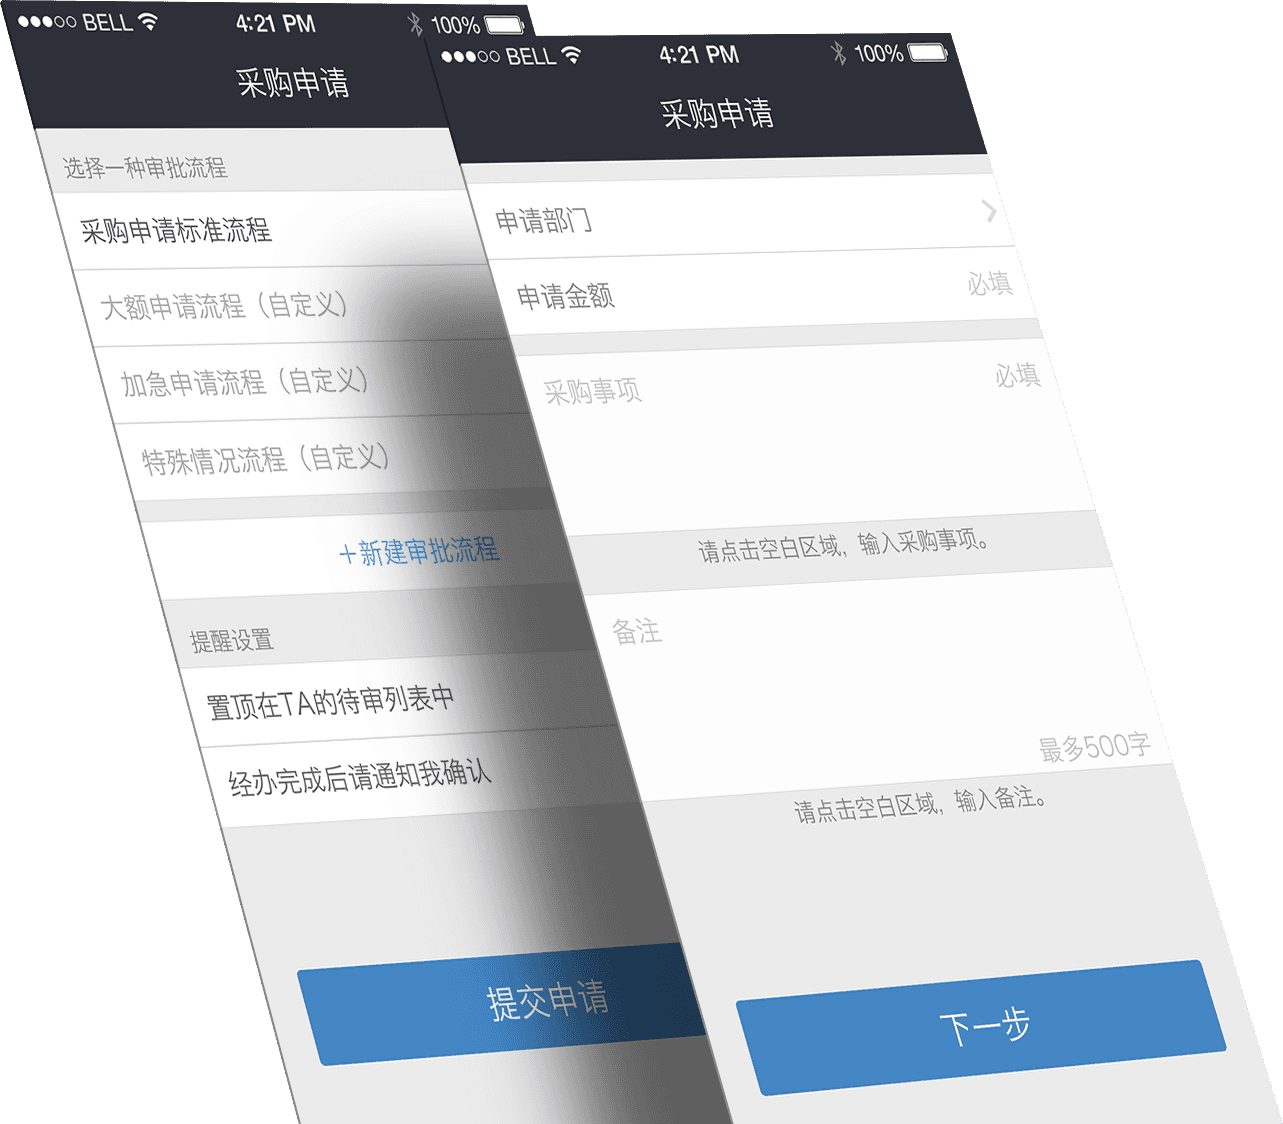 BELL 4:21 PM 100%
采购申请
选择一种审批流程
采购申请标准流程
大额申请流程（自定义）
加急申请流程（自定义）
特殊情况流程（自定义）
+新建审批流程
提醒设置
置顶在TA的待审列表中
经办完成后请通知我确认
提交申请
BELL 4:21 PM 100%
采购申请
申请部门
申请金额 必填
采购事项 必填
请点击空白区域，输入采购事项。
备注
最多500字
请点击空白区域，输入备注。
下一步